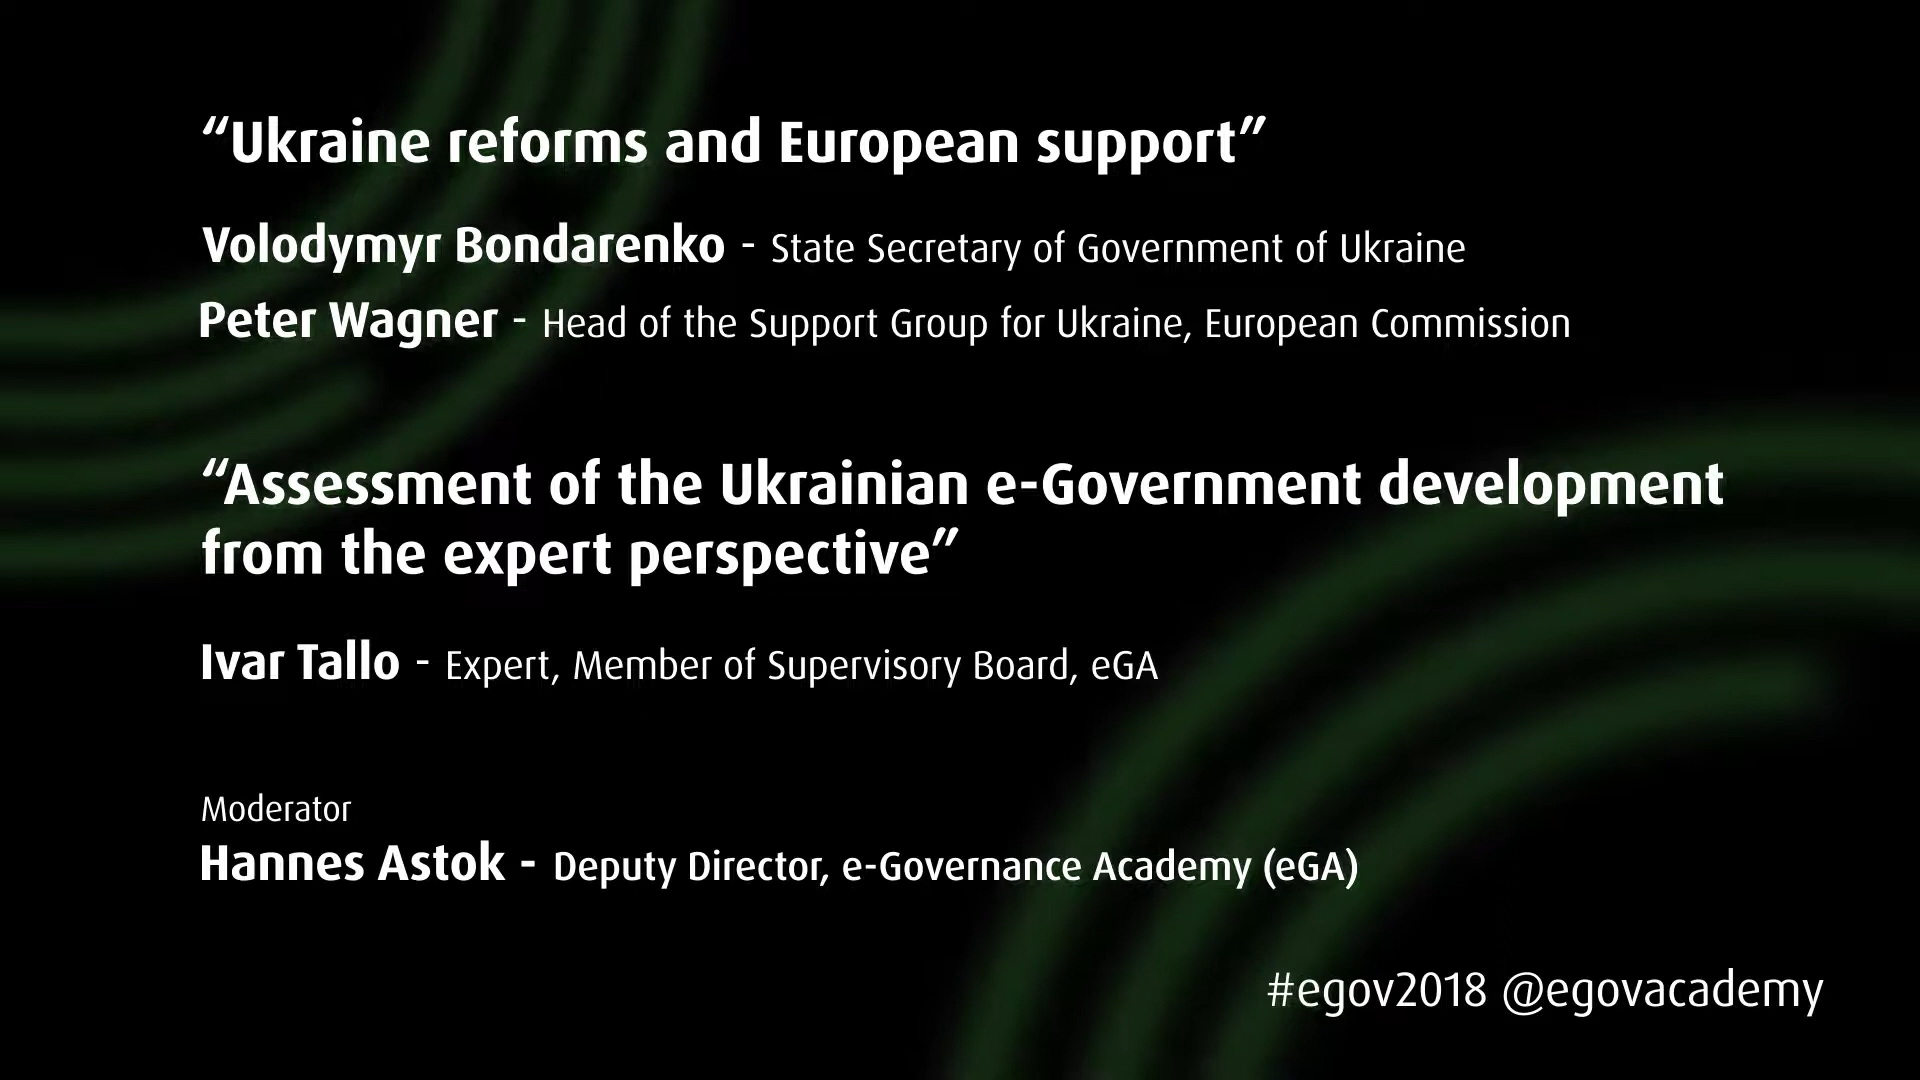 “Ukraine reforms and European support”
Volodymyr Bondarenko - State Secretary of Government of Ukraine
Peter Wagner - Head of the Support Group for Ukraine, European Commission
“Assessment of the Ukrainian e-Government development
from the expert perspective”
Ivar Tallo - Expert, Member of Supervisory Board, eGA
Moderator
Hannes Astok - Deputy Director, e-Governance Academy (eGA)
#egov2018 @egovacademy